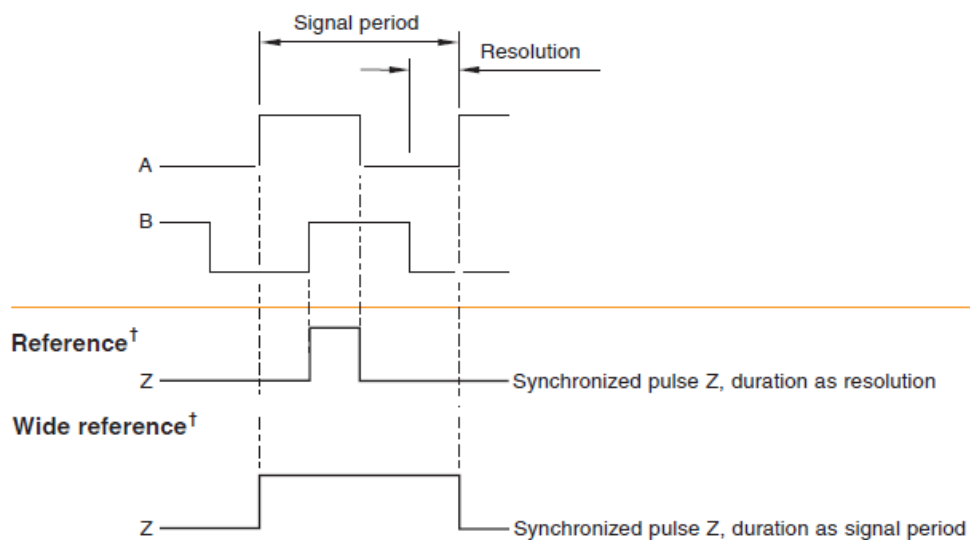 Signal period
Resolution
A
B
Reference†
Z
Synchronized pulse Z, duration as resolution
Wide reference†
Z
Synchronized pulse Z, duration as signal period